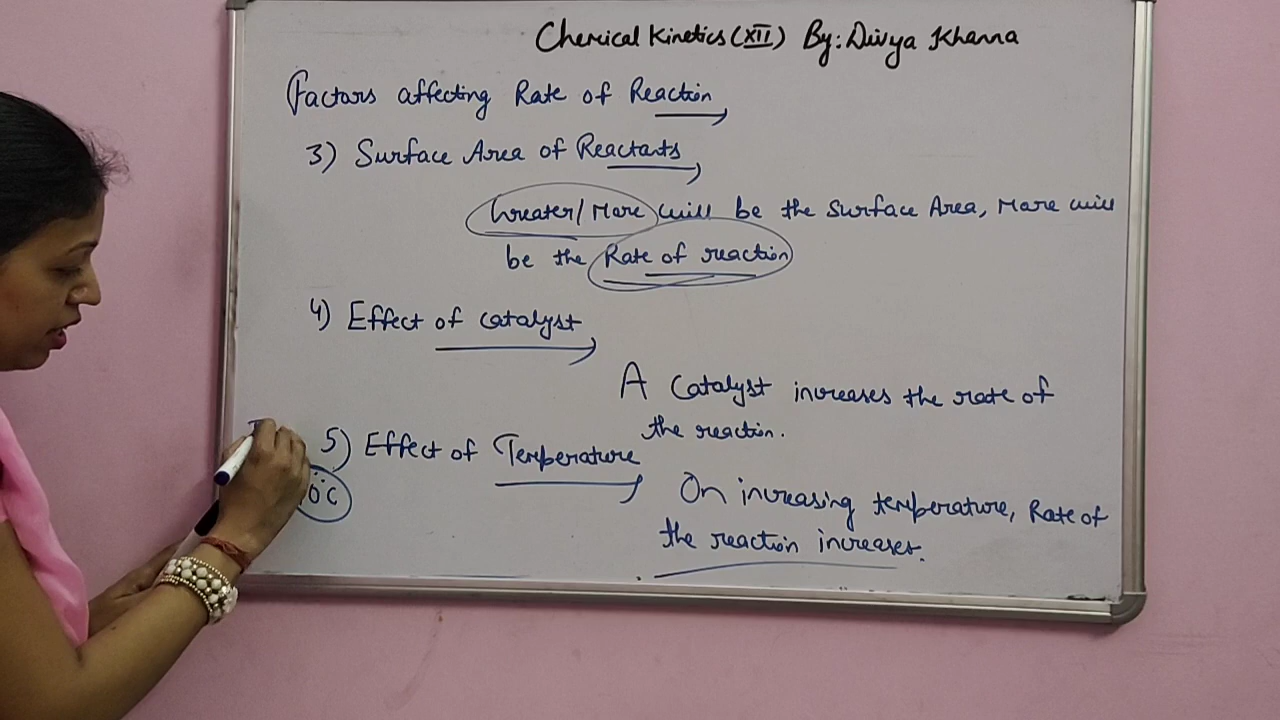 Chemical Kinetics (XII) By: Divya Khanna
Factors affecting Rate of Reaction
3) Surface Area of Reactants
Greater/More will be the Surface Area, More will
be the Rate of reaction
4) Effect of catalyst
A Catalyst increases the rate of
the reaction.
5) Effect of Temperature
On increasing temperature, Rate of
the reaction increases.